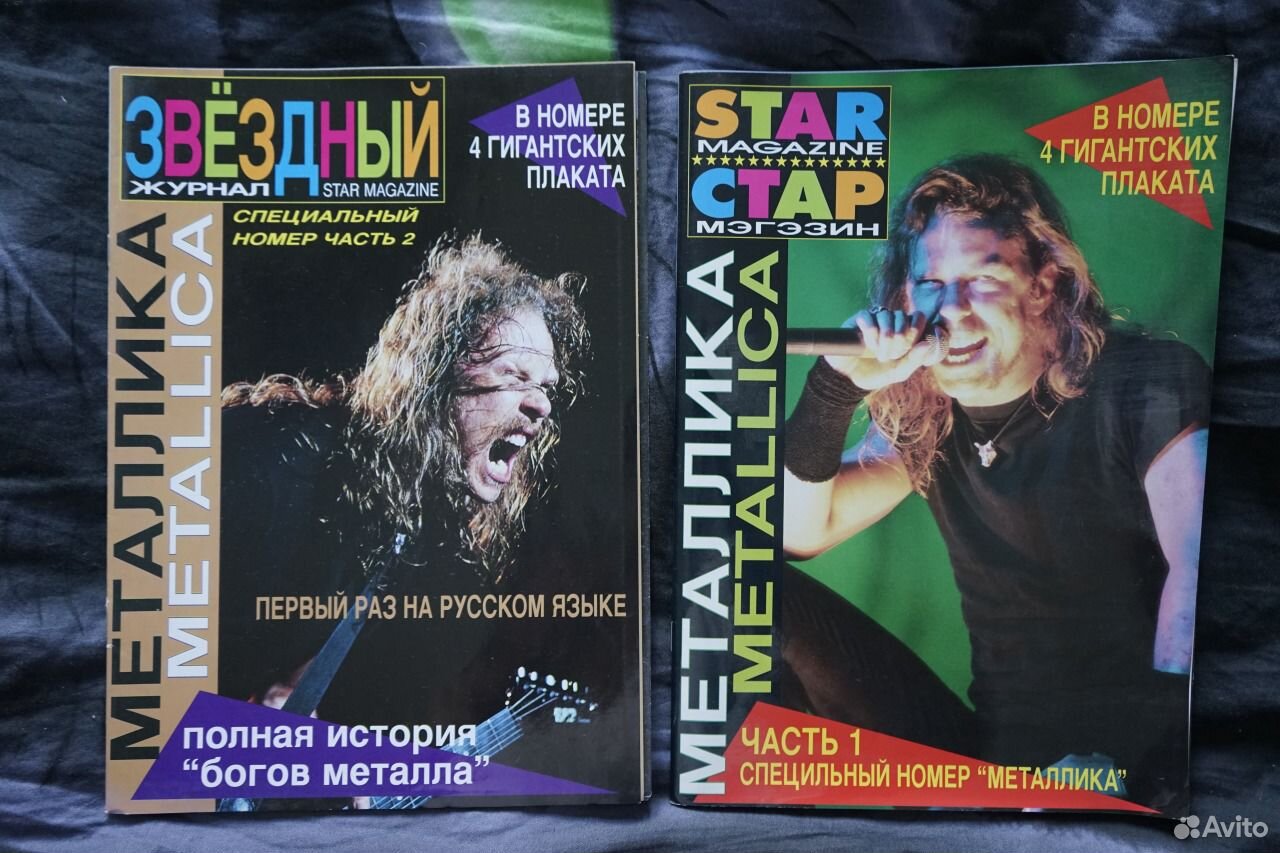 ЗВЁЗДНЫЙ
ЖУРНАЛ STAR MAGAZINE
СПЕЦИАЛЬНЫЙ
НОМЕР ЧАСТЬ 2
В НОМЕРЕ
4 ГИГАНТСКИХ
ПЛАКАТА
МЕТАЛЛИКА
METALLICA
ПЕРВЫЙ РАЗ НА РУССКОМ ЯЗЫКЕ
полная история
"богов металла"
STAR
MAGAZINE
СТАР
МЭГЭЗИН
В НОМЕРЕ
4 ГИГАНТСКИХ
ПЛАКАТА
МЕТАЛЛИКА
METALLICA
ЧАСТЬ 1
СПЕЦИЛЬНЫЙ НОМЕР "МЕТАЛЛИКА"
Avito